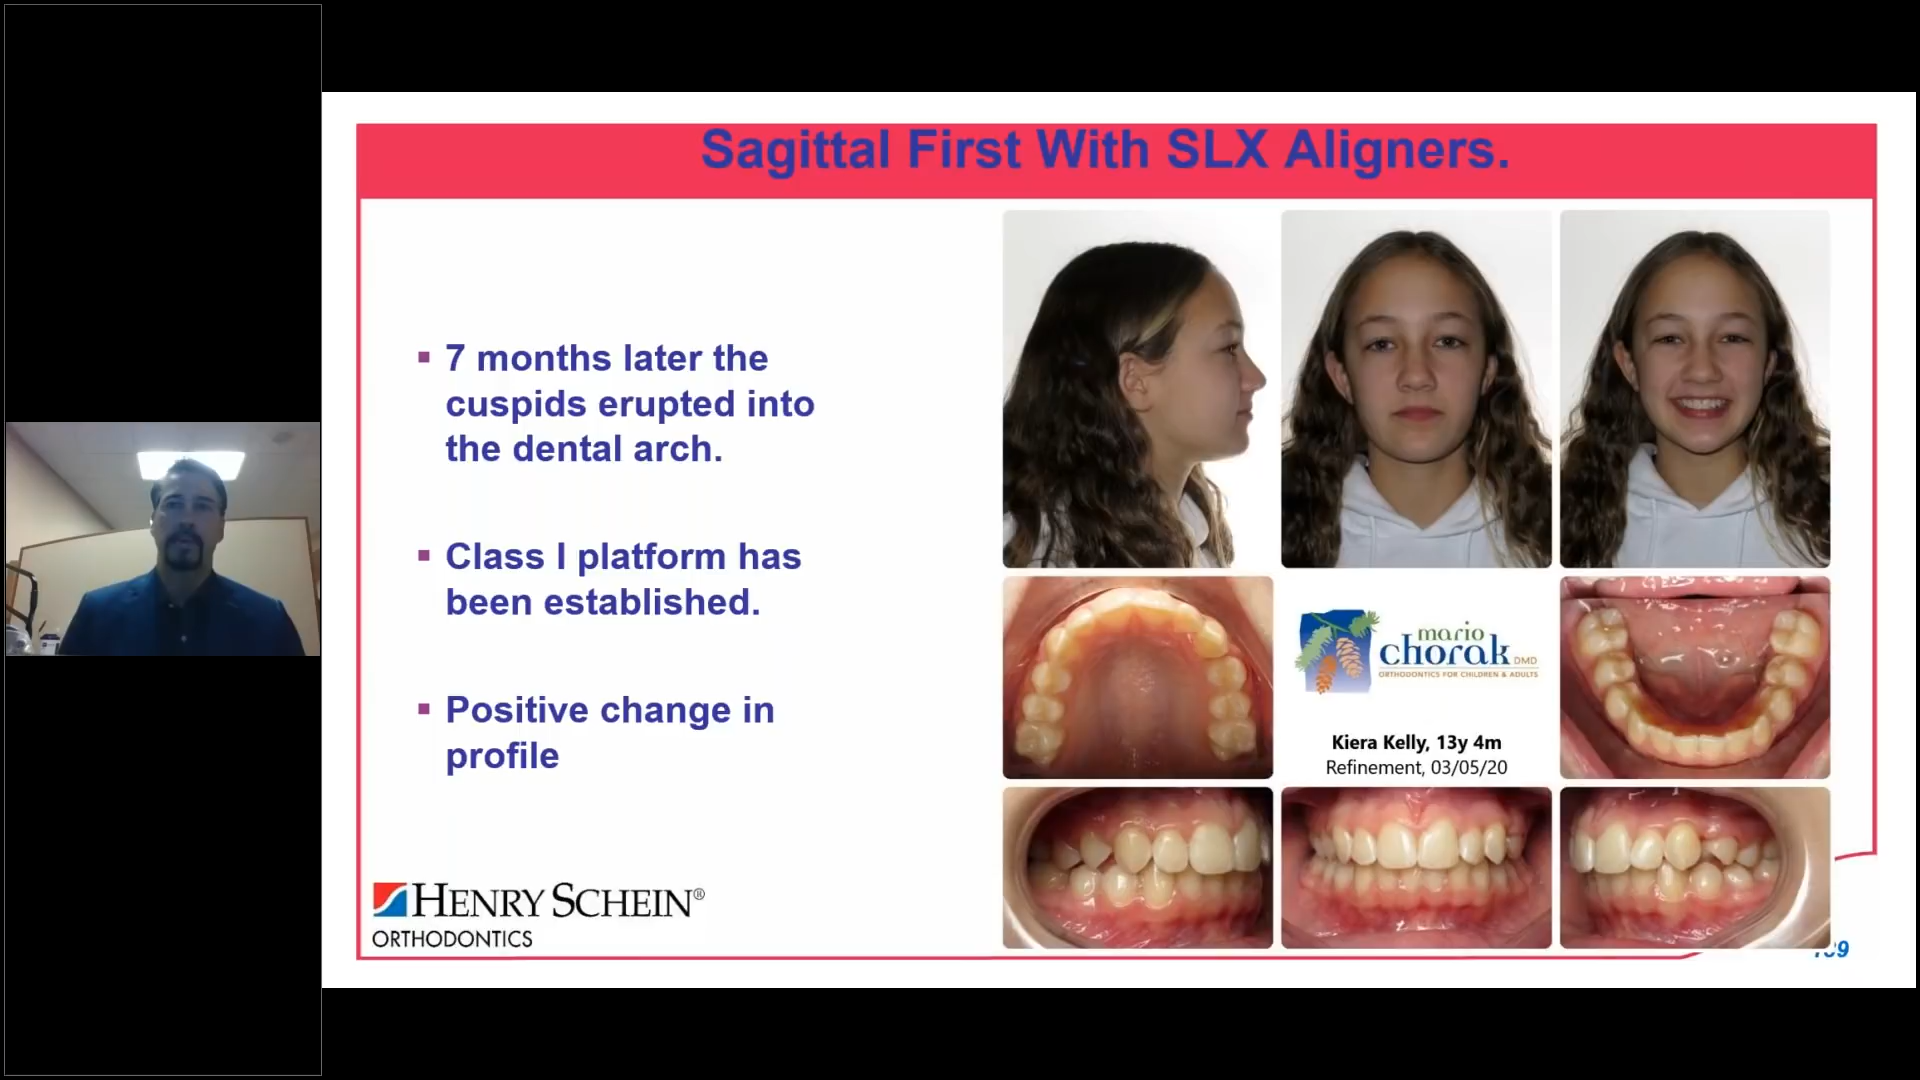 Sagittal First With SLX Aligners.
▪ 7 months later the
cuspids erupted into
the dental arch.
▪ Class I platform has
been established.
▪ Positive change in
profile
HENRY SCHEIN®
ORTHODONTICS
mario
chorak DMD
ORTHODONTICS FOR CHILDREN & ADULTS
Kiera Kelly, 13y 4m
Refinement, 03/05/20